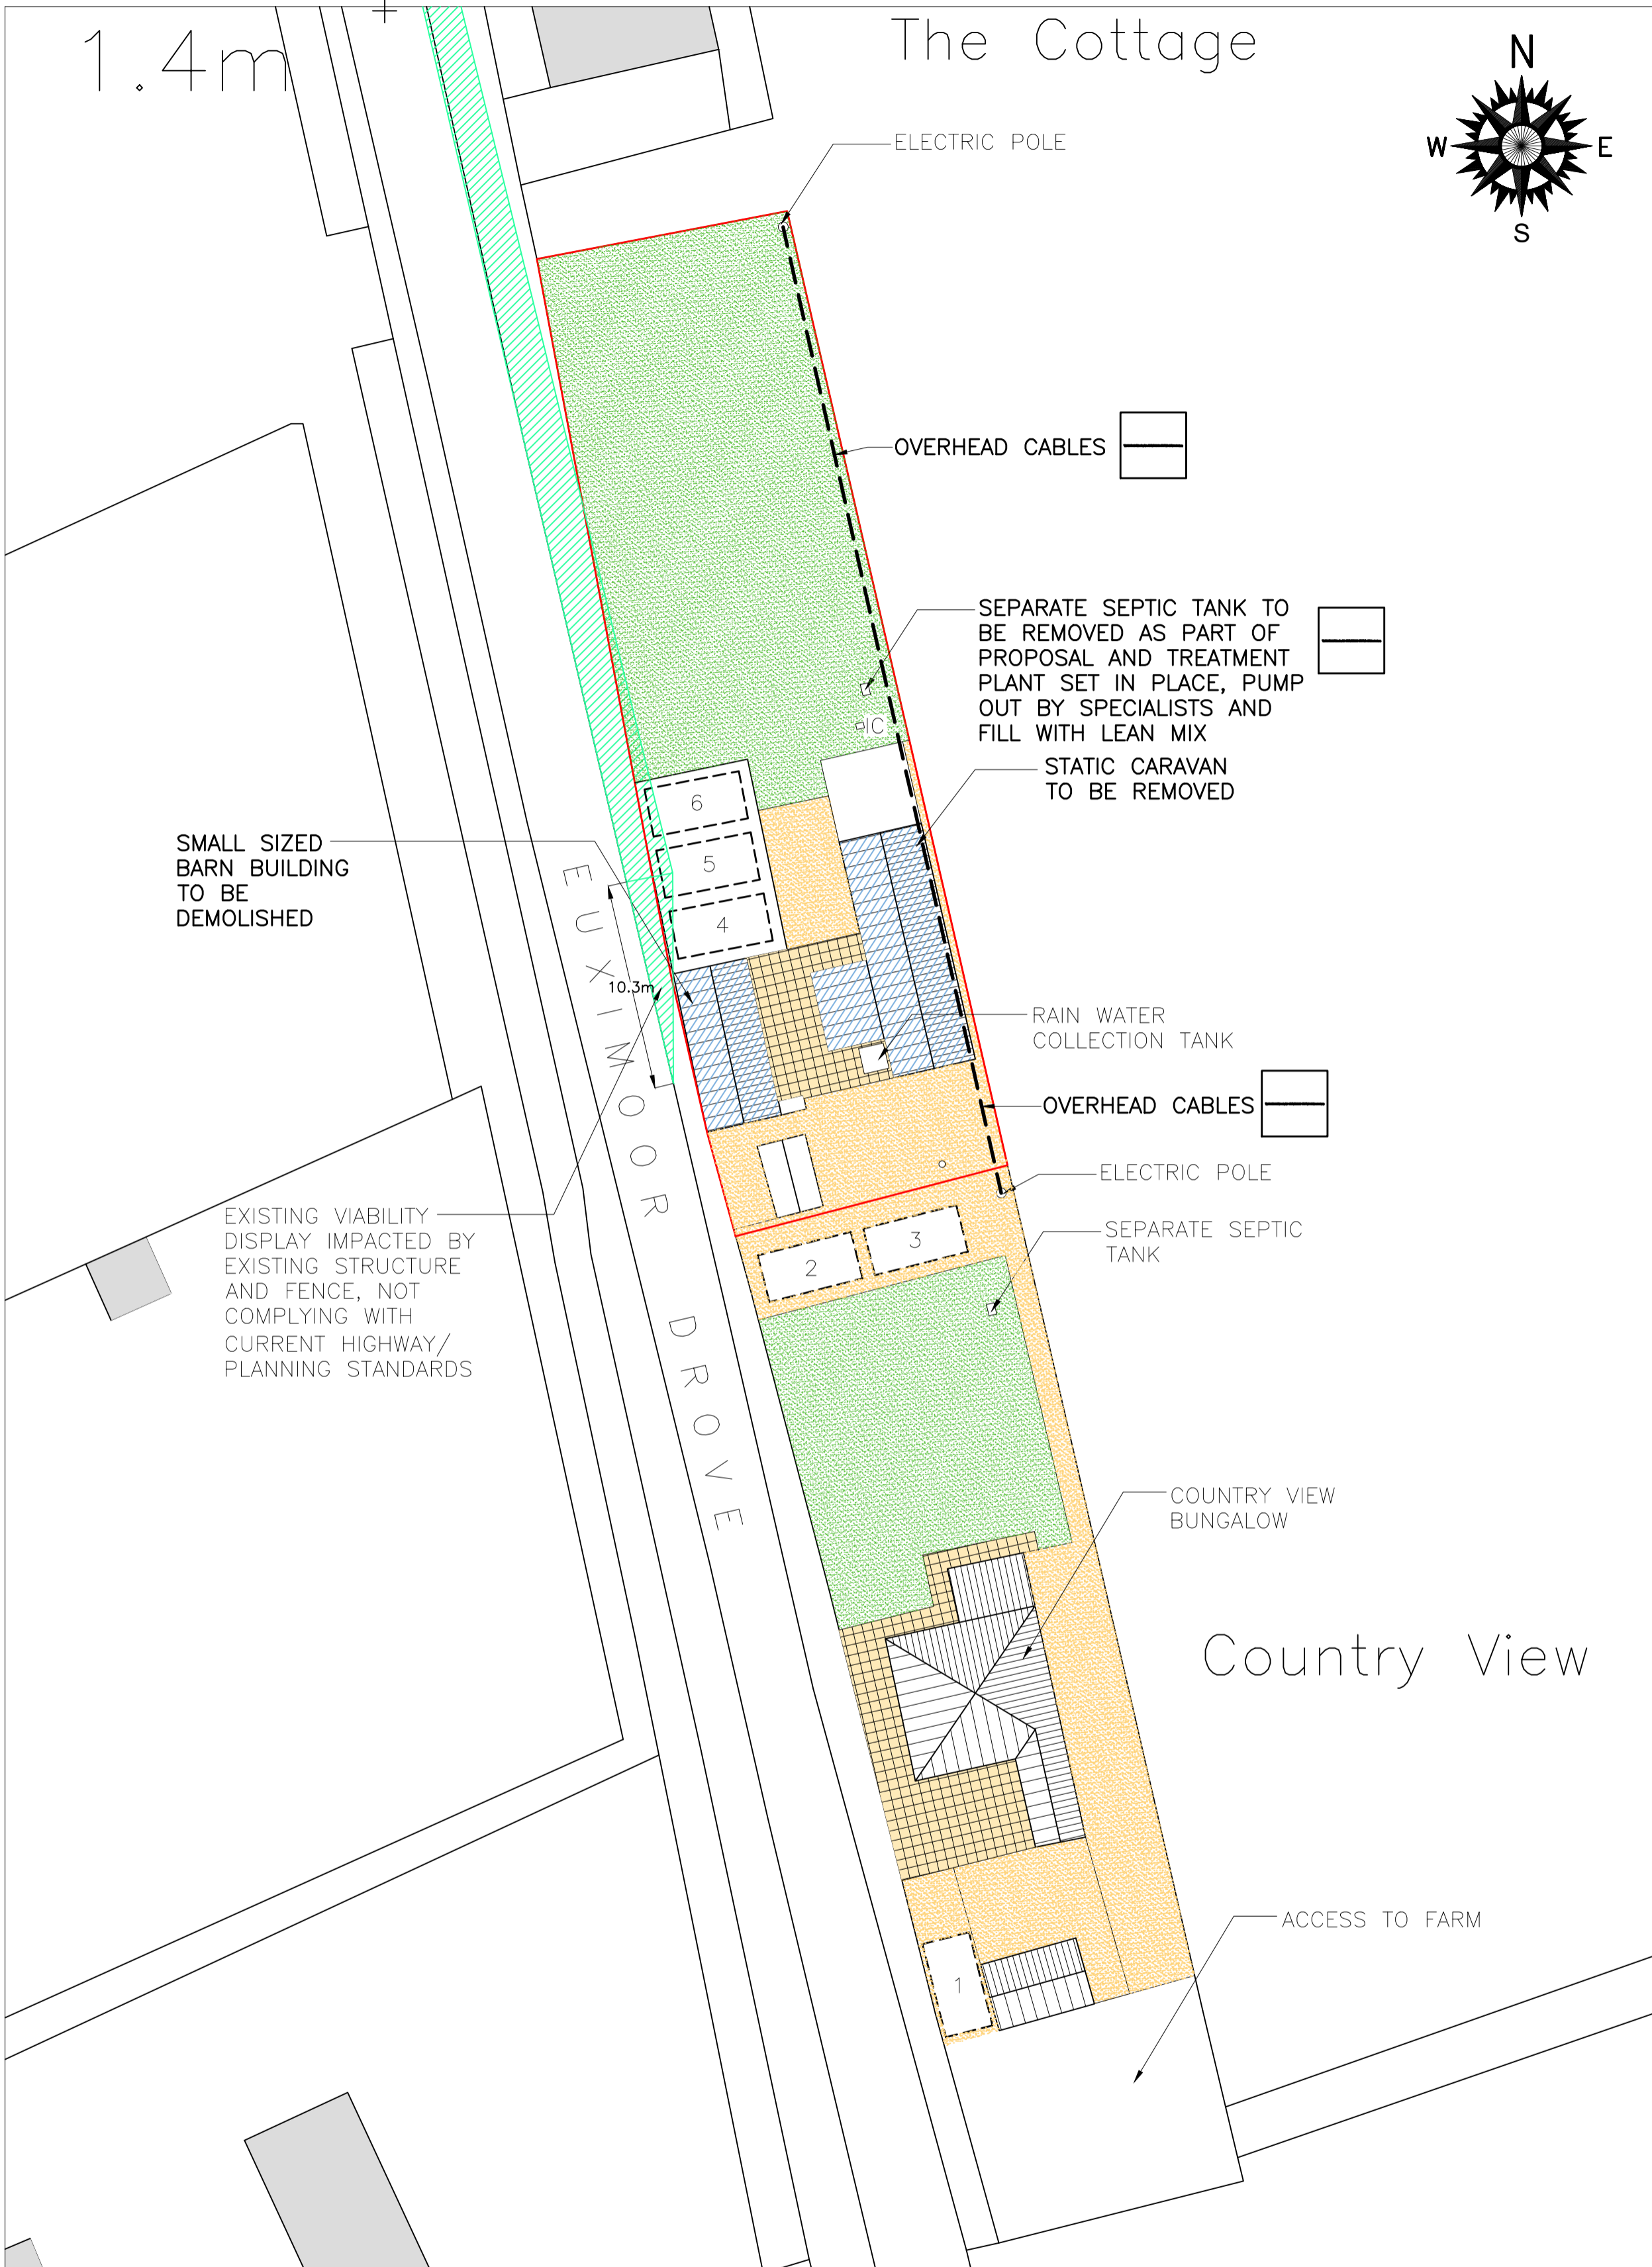 1.4m
The Cottage
N
W
E
S
ELECTRIC POLE
OVERHEAD CABLES
SEPARATE SEPTIC TANK TO
BE REMOVED AS PART OF
PROPOSAL AND TREATMENT
PLANT SET IN PLACE, PUMP
OUT BY SPECIALISTS AND
FILL WITH LEAN MIX
IC
STATIC CARAVAN
TO BE REMOVED
6
5
4
SMALL SIZED
BARN BUILDING
TO BE
DEMOLISHED
EUXIMOOR DROVE
10.3m
RAIN WATER
COLLECTION TANK
OVERHEAD CABLES
ELECTRIC POLE
EXISTING VIABILITY
DISPLAY IMPACTED BY
EXISTING STRUCTURE
AND FENCE, NOT
COMPLYING WITH
CURRENT HIGHWAY/
PLANNING STANDARDS
2
3
SEPARATE SEPTIC
TANK
COUNTRY VIEW
BUNGALOW
Country View
ACCESS TO FARM
1